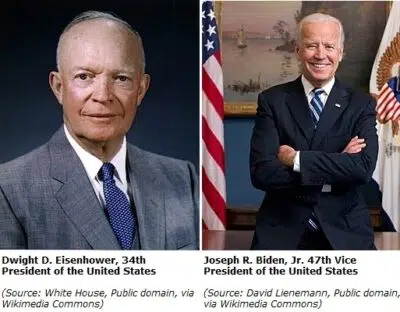 Dwight D. Eisenhower, 34th
President of the United States
(Source: White House, Public domain, via
Wikimedia Commons)
Joseph R. Biden, Jr. 47th Vice
President of the United States
(Source: David Lienemann, Public domain,
via Wikimedia Commons)